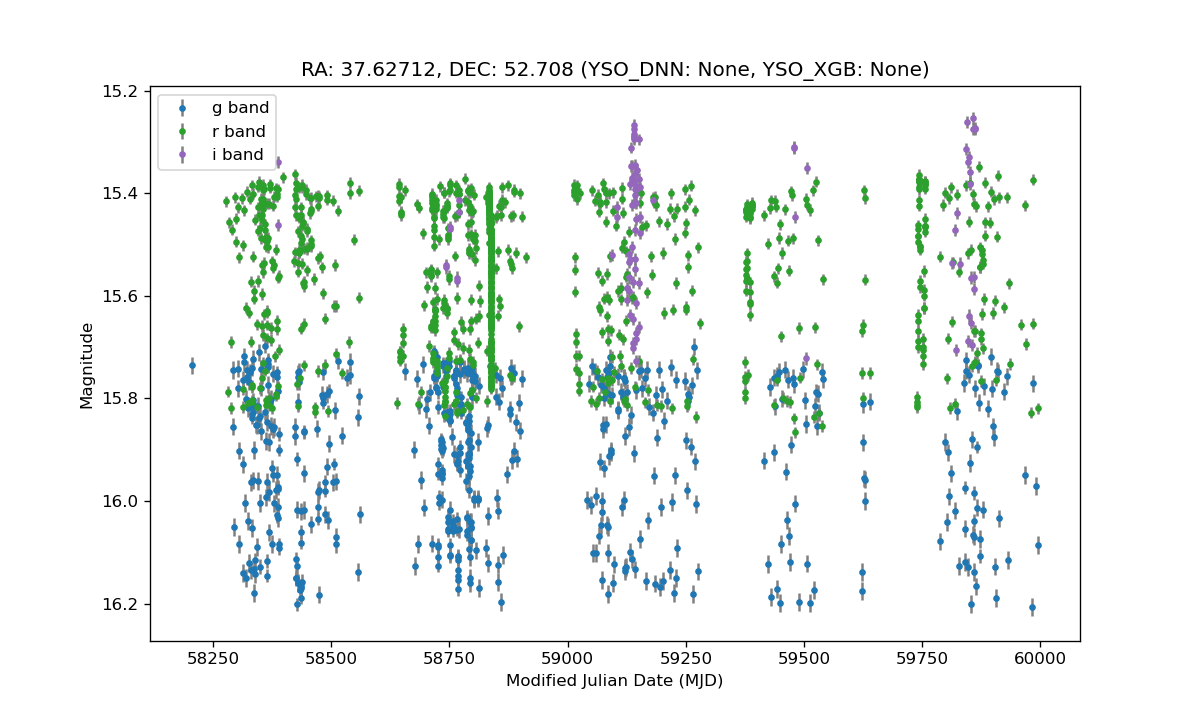 RA: 37.62712, DEC: 52.708 (YSO_DNN: None, YSO_XGB: None)
g band
r band
i band
15.2
15.4
15.6
15.8
16.0
16.2
Magnitude
58250 58500 58750 59000 59250 59500 59750 60000
Modified Julian Date (MJD)